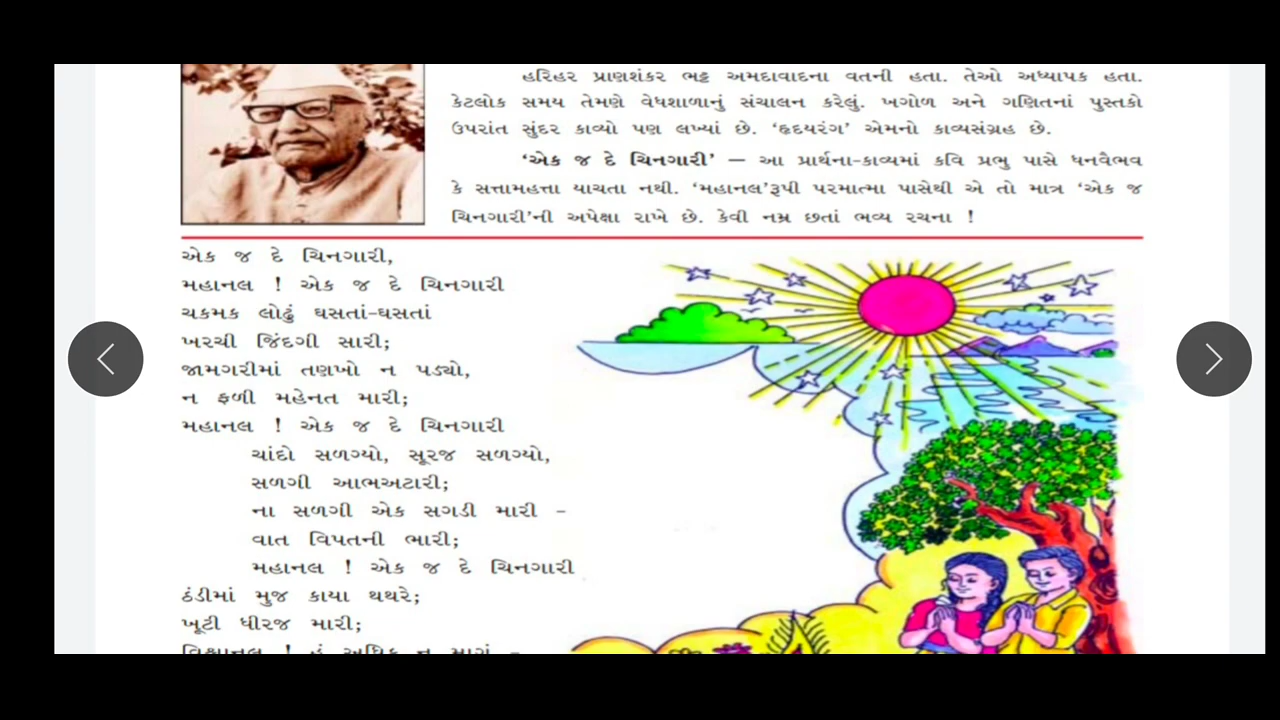 હરિહર પ્રાણશંકર ભટ્ટ અમદાવાદના વતની હતા. તેઓ અધ્યાપક હતા.
કેટલોક સમય તેમણે વેધશાળાનું સંચાલન કરેલું. ખગોળ અને ગણિતનાં પુસ્તકો
ઉપરાંત સુંદર કાવ્યો પણ લખ્યાં છે. ‘હૃદયરંગ’ એમનો કાવ્યસંગ્રહ છે.
‘એક જ દે ચિનગારી’ – આ પ્રાર્થના-કાવ્યમાં કવિ પ્રભુ પાસે ધનવૈભવ
કે સત્તામહત્તા યાચતા નથી. ‘મહાનલ’રૂપી પરમાત્મા પાસેથી એ તો માત્ર ‘એક જ
ચિનગારી’ની અપેક્ષા રાખે છે. કેવી નમ્ર છતાં ભવ્ય રચના !
એક જ દે ચિનગારી,
મહાનલ ! એક જ દે ચિનગારી
ચકમક લોઢું ઘસતાં-ઘસતાં
ખરચી જિંદગી સારી;
જામગરીમાં તણખો ન પડ્યો,
ન ફળી મહેનત મારી;
મહાનલ ! એક જ દે ચિનગારી
ચાંદો સળગ્યો, સૂરજ સળગ્યો,
સળગી આભઅટારી;
ના સળગી એક સગડી મારી –
વાત વિપતની ભારી;
મહાનલ ! એક જ દે ચિનગારી
ઠંડીમાં મુજ કાયા થથરે;
ખૂટી ધીરજ મારી;
વિશ્વાનલ ! હું અધિક ન માગું –